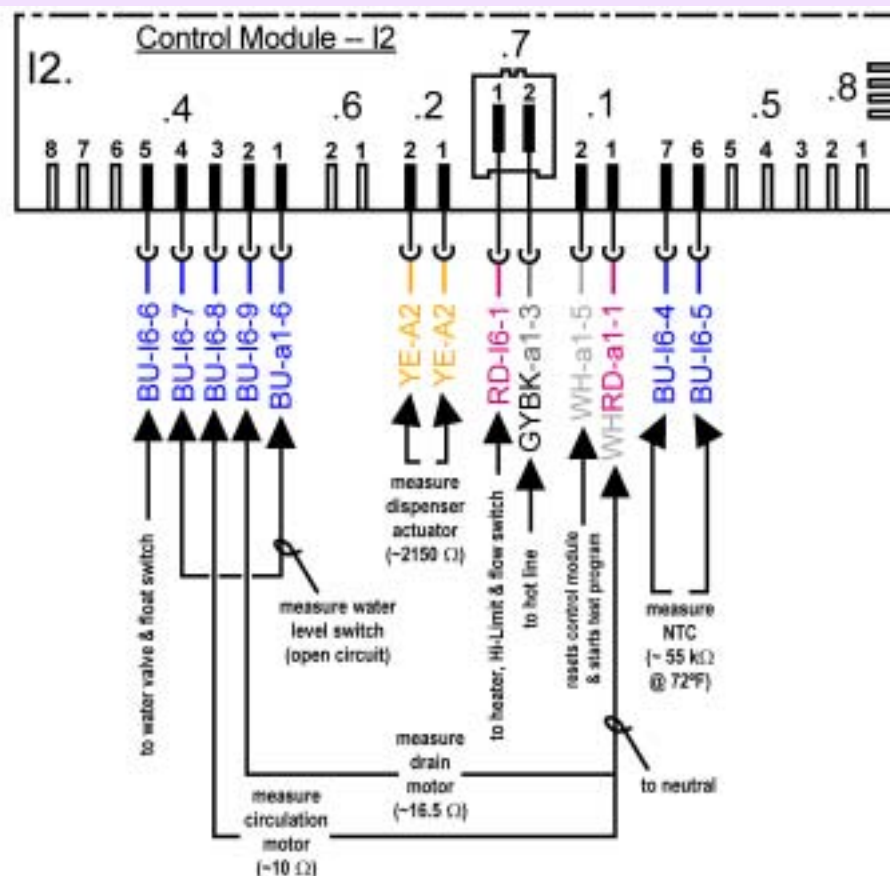 Control Module -- I2
I2.
.4
.6
.2
.7
.1
.5
.8
8 7 6 5 4 3 2 1
2 1
2 1
1 2
2 1
7 6 5 4 3 2 1
BU-I6-6
BU-I6-7
BU-I6-8
BU-I6-9
BU-a1-6
YE-A2
YE-A2
RD-I6-1
GYBK-a1-3
WH-a1-5
WHRD-a1-1
BU-I6-4
BU-I6-5
to water valve & float switch
measure water
level switch
(open circuit)
measure
dispenser
actuator
(~2150 Ω)
to heater, Hi-Limit & flow switch
to hot line
resets control module
& starts test program
measure
NTC
(~ 55 kΩ
@ 72ºF)
measure
drain
motor
(~16.5 Ω)
to neutral
measure
circulation
motor
(~10 Ω)